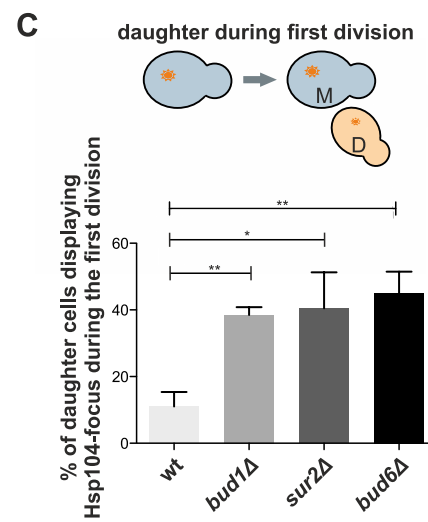 C
daughter during first division
M
D
% of daughter cells displaying
Hsp104-focus during the first division
**
*
**
60
40
20
0
wt
bud1Δ
sur2Δ
bud6Δ